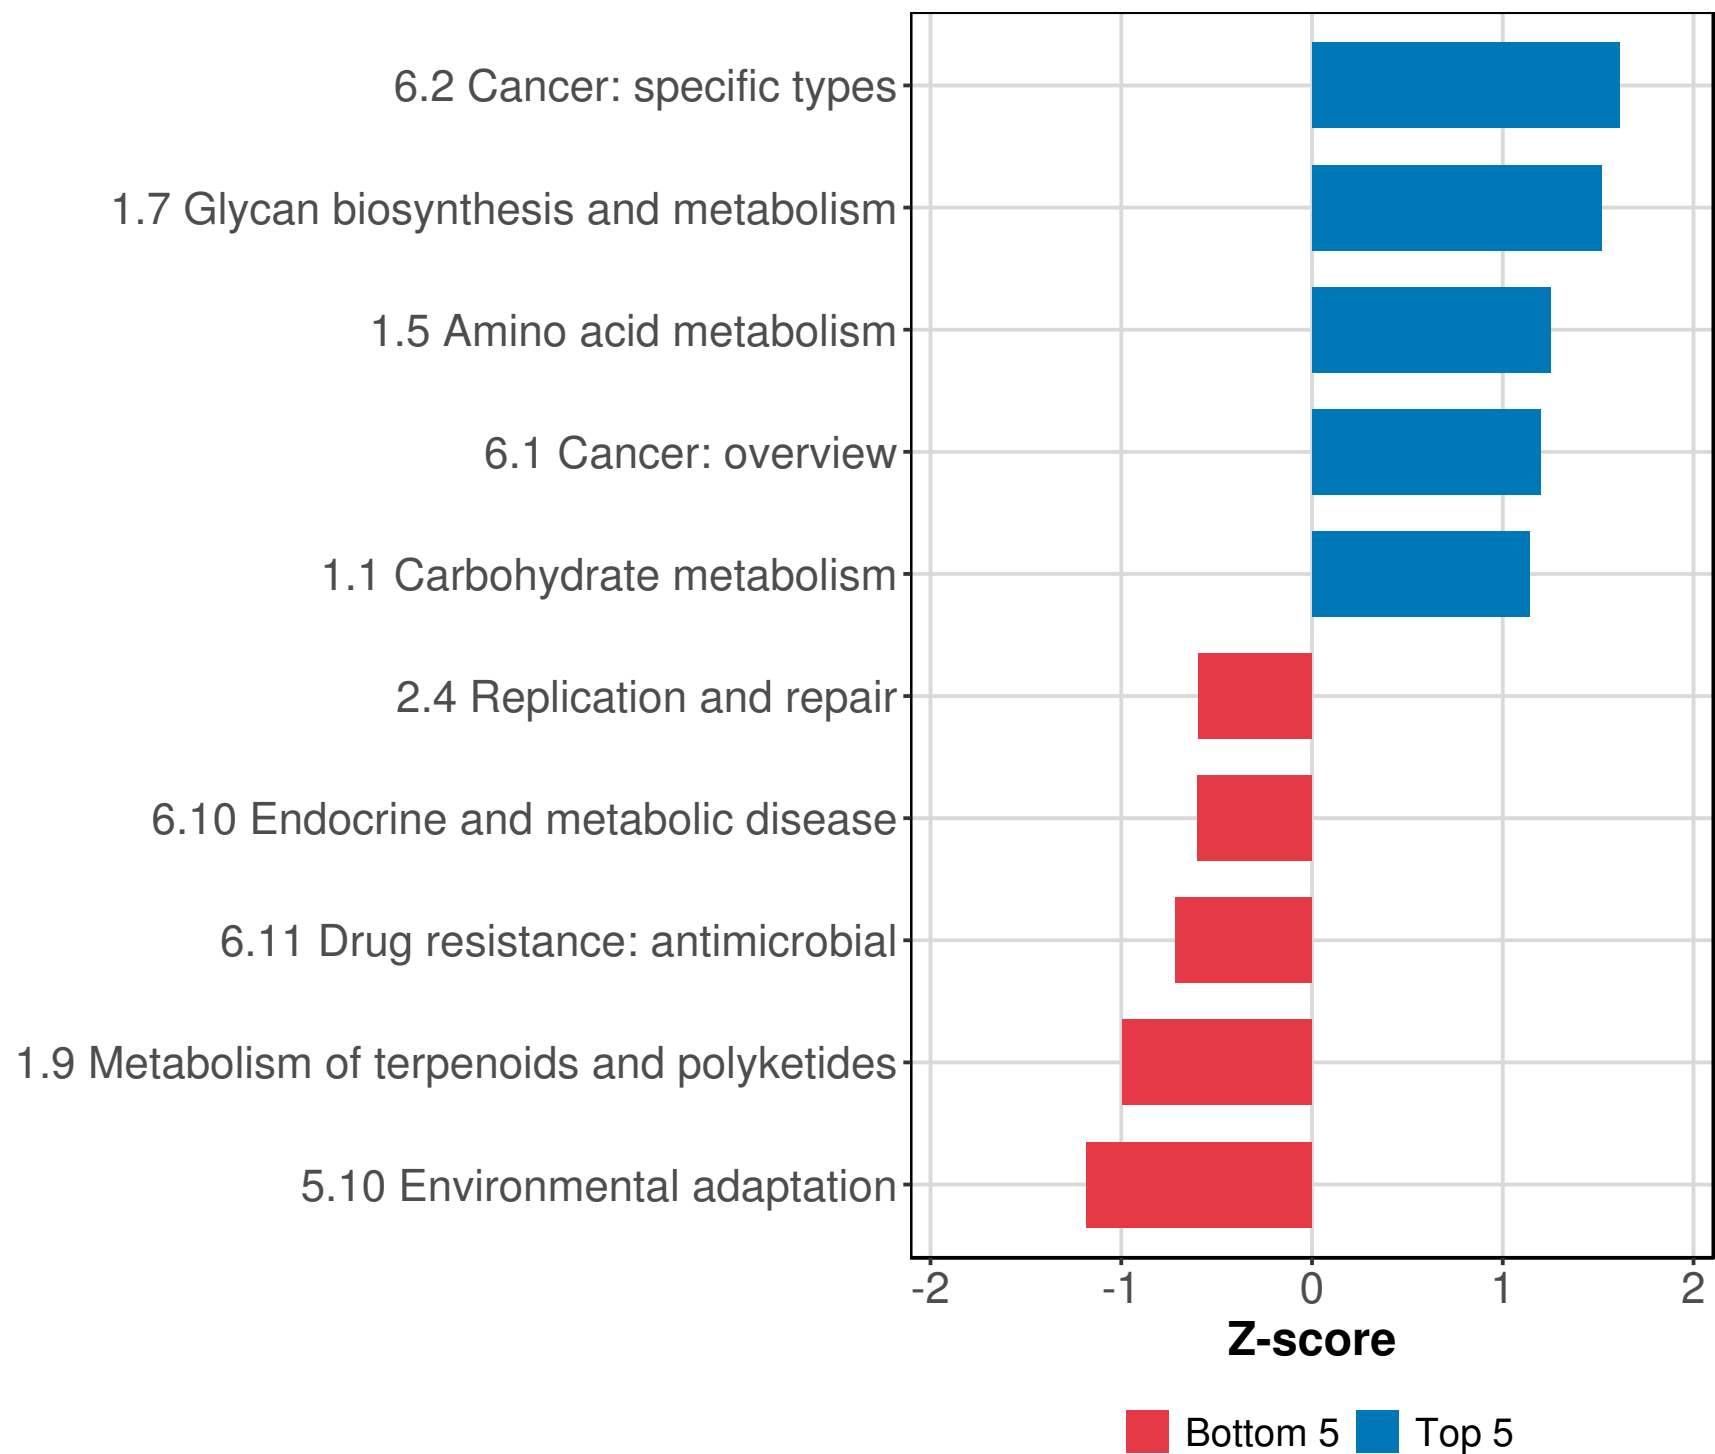 6.2 Cancer: specific types
1.7 Glycan biosynthesis and metabolism
1.5 Amino acid metabolism
6.1 Cancer: overview
1.1 Carbohydrate metabolism
2.4 Replication and repair
6.10 Endocrine and metabolic disease
6.11 Drug resistance: antimicrobial
1.9 Metabolism of terpenoids and polyketides
5.10 Environmental adaptation
-2 -1 0 1 2
Z-score
Bottom 5 Top 5